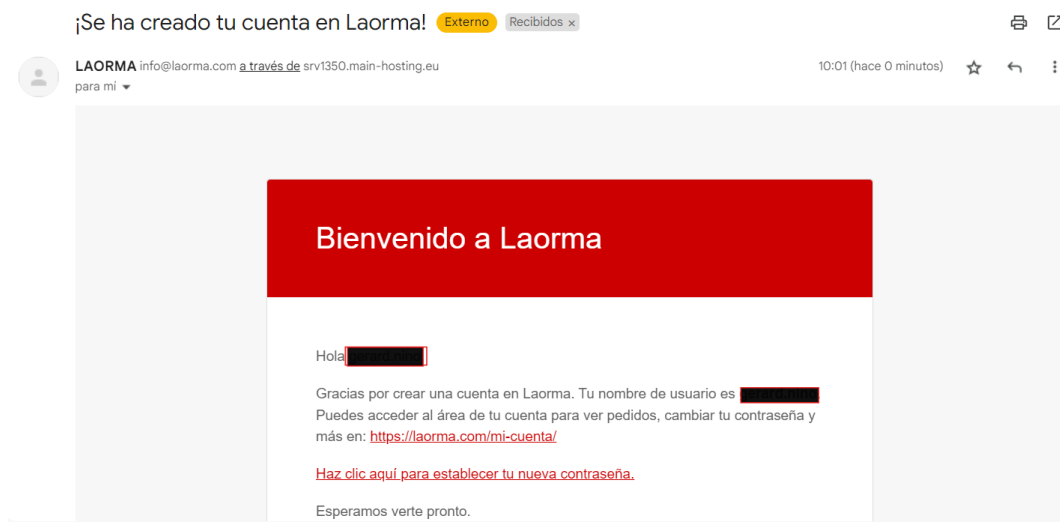 ¡Se ha creado tu cuenta en Laorma! Externo Recibidos ×
LAORMA info@laorma.com a través de srv1350.main-hosting.eu 10:01 (hace 0 minutos)
para mí
Bienvenido a Laorma
Hola
Gracias por crear una cuenta en Laorma. Tu nombre de usuario es
Puedes acceder al área de tu cuenta para ver pedidos, cambiar tu contraseña y
más en: https://laorma.com/mi-cuenta/
Haz clic aquí para establecer tu nueva contraseña.
Esperamos verte pronto.